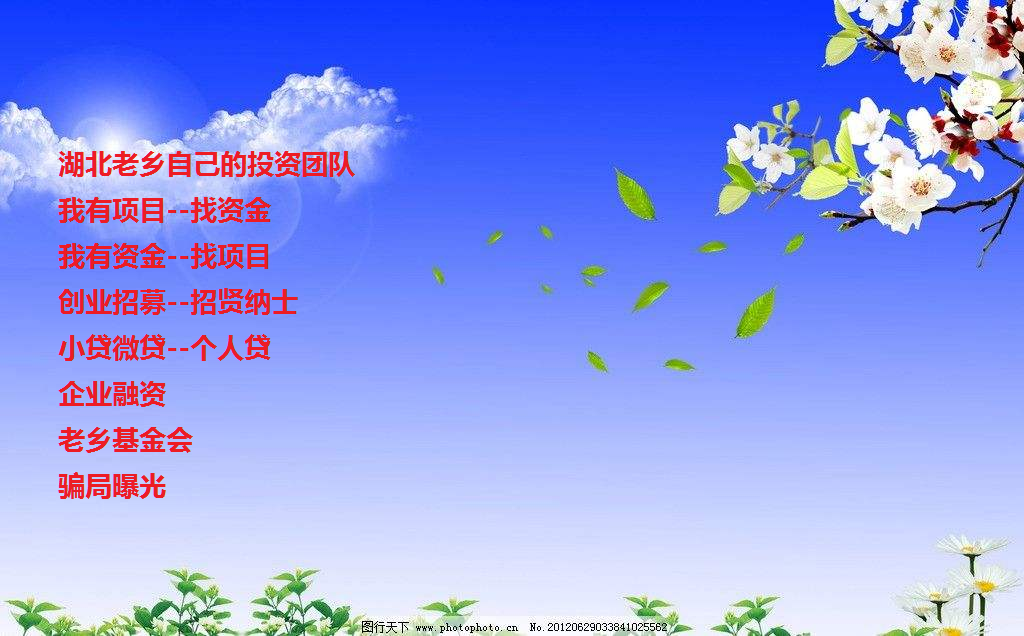 湖北老乡自己的投资团队
我有项目--找资金
我有资金--找项目
创业招募--招贤纳士
小贷微贷--个人贷
企业融资
老乡基金会
骗局曝光
图行天下 www.photophoto.cn No.20120629033841025562